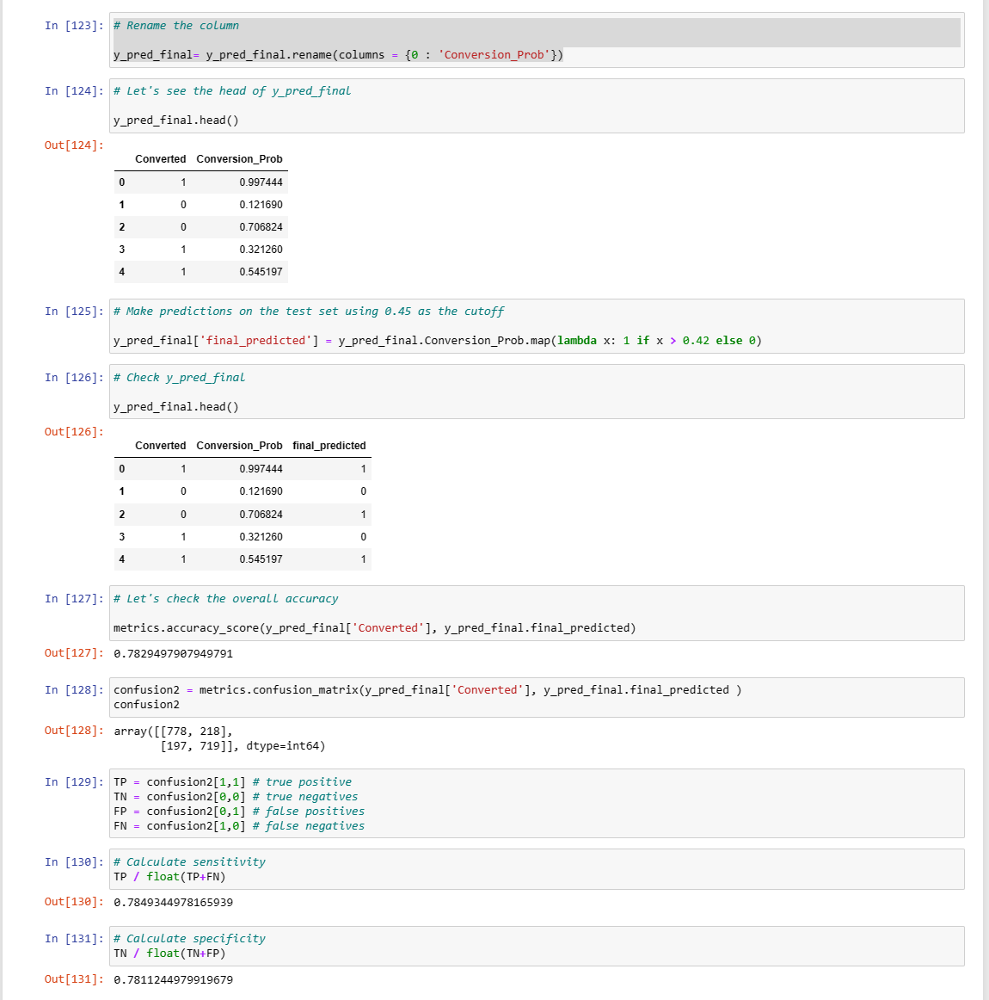 In [123]: # Rename the column
y_pred_final= y_pred_final.rename(columns = {0 : 'Conversion_Prob'})
In [124]: # Let's see the head of y_pred_final
y_pred_final.head()
Out[124]:
Converted Conversion_Prob
0 1 0.997444
1 0 0.121690
2 0 0.706824
3 1 0.321260
4 1 0.545197
In [125]: # Make predictions on the test set using 0.45 as the cutoff
y_pred_final['final_predicted'] = y_pred_final.Conversion_Prob.map(lambda x: 1 if x > 0.42 else 0)
In [126]: # Check y_pred_final
y_pred_final.head()
Out[126]:
Converted Conversion_Prob final_predicted
0 1 0.997444 1
1 0 0.121690 0
2 0 0.706824 1
3 1 0.321260 0
4 1 0.545197 1
In [127]: # Let's check the overall accuracy
metrics.accuracy_score(y_pred_final['Converted'], y_pred_final.final_predicted)
Out[127]: 0.7829497907949791
In [128]: confusion2 = metrics.confusion_matrix(y_pred_final['Converted'], y_pred_final.final_predicted )
confusion2
Out[128]: array([[778, 218],
[197, 719]], dtype=int64)
In [129]: TP = confusion2[1,1] # true positive
TN = confusion2[0,0] # true negatives
FP = confusion2[0,1] # false positives
FN = confusion2[1,0] # false negatives
In [130]: # Calculate sensitivity
TP / float(TP+FN)
Out[130]: 0.7849344978165939
In [131]: # Calculate specificity
TN / float(TN+FP)
Out[131]: 0.7811244979919679